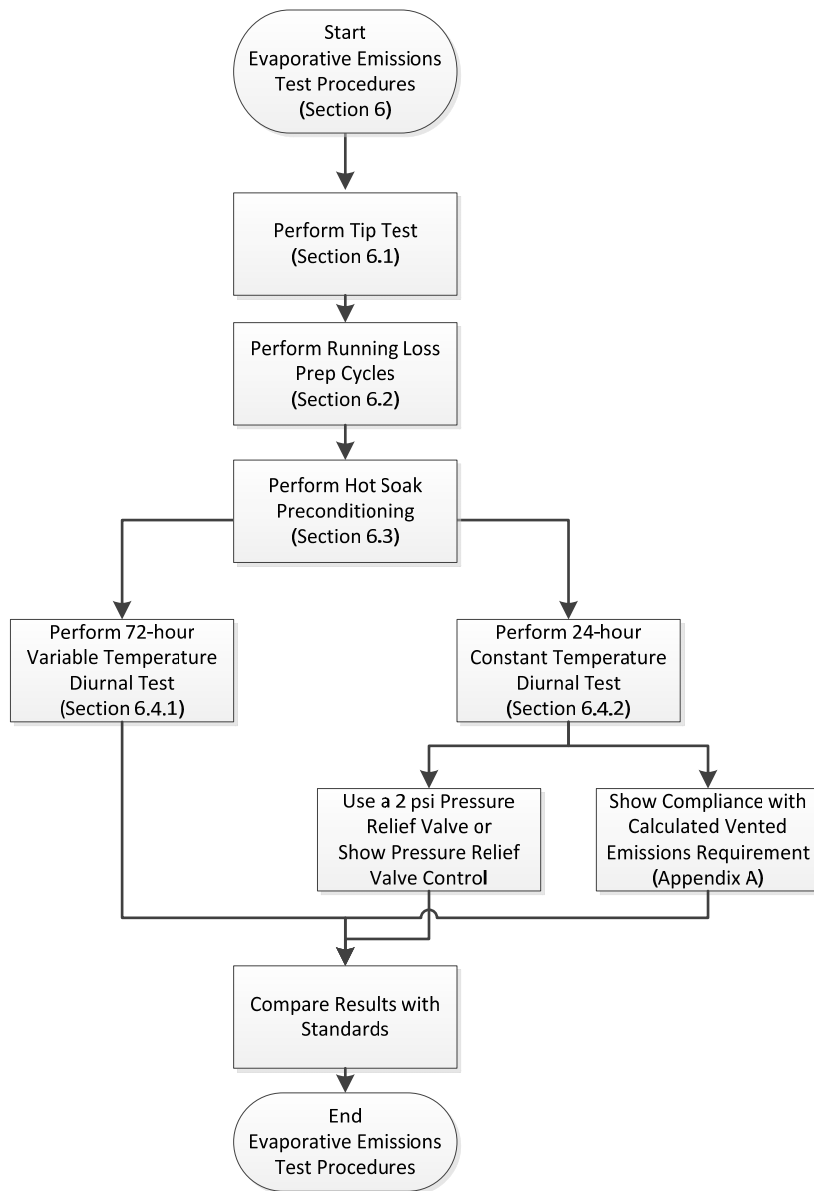 Start
Evaporative Emissions
Test Procedures
(Section 6)
Perform Tip Test
(Section 6.1)
Perform Running Loss
Prep Cycles
(Section 6.2)
Perform Hot Soak
Preconditioning
(Section 6.3)
Perform 72-hour
Variable Temperature
Diurnal Test
(Section 6.4.1)
Perform 24-hour
Constant Temperature
Diurnal Test
(Section 6.4.2)
Use a 2 psi Pressure
Relief Valve or
Show Pressure Relief
Valve Control
Show Compliance with
Calculated Vented
Emissions Requirement
(Appendix A)
Compare Results with
Standards
End
Evaporative Emissions
Test Procedures